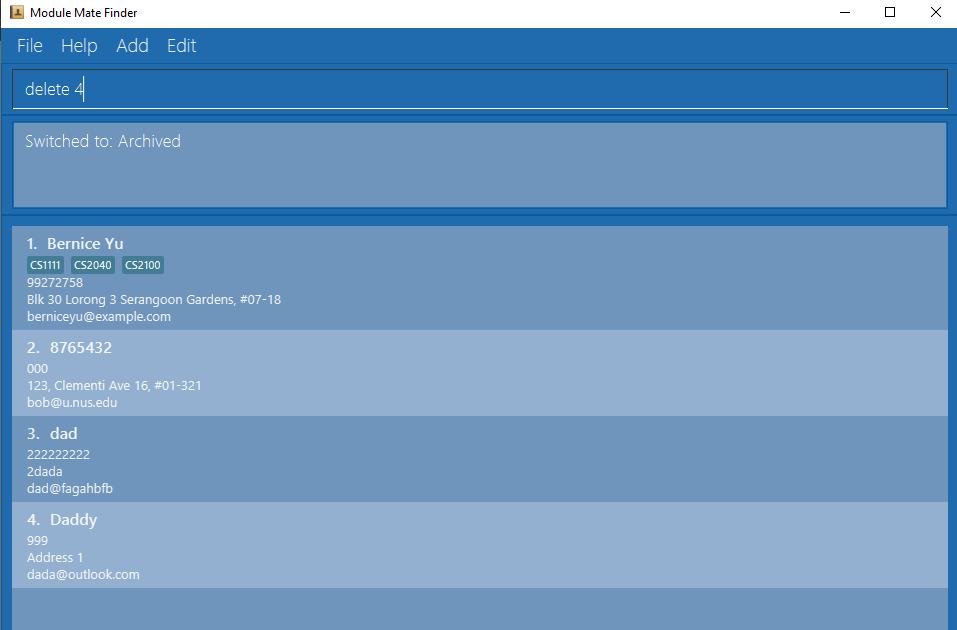 Module Mate Finder
File Help Add Edit
delete 4
Switched to: Archived
1. Bernice Yu
CS1111 CS2040 CS2100
99272758
Blk 30 Lorong 3 Serangoon Gardens, #07-18
berniceyu@example.com
2. 8765432
000
123, Clementi Ave 16, #01-321
bob@u.nus.edu
3. dad
222222222
2dada
dad@fagahbfb
4. Daddy
999
Address 1
dada@outlook.com